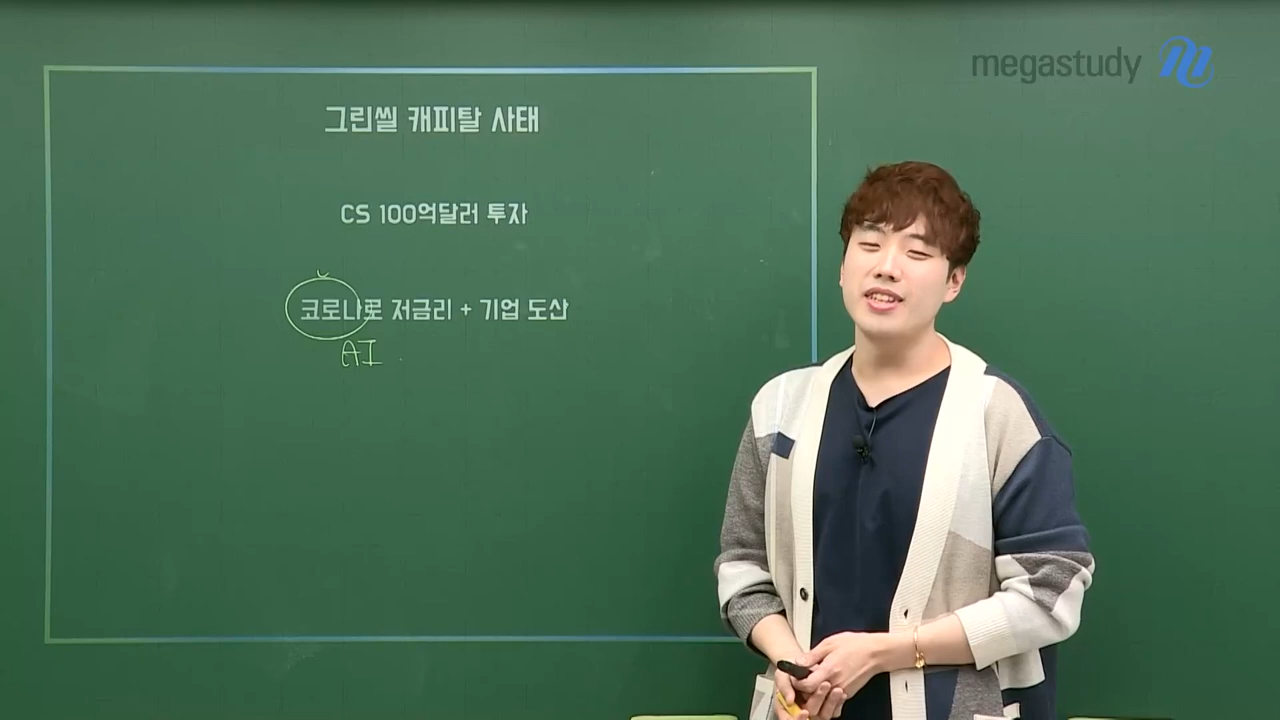 megastudy
그린씰 캐피탈 사태
CS 100억달러 투자
코로나로 저금리 + 기업 도산
AI